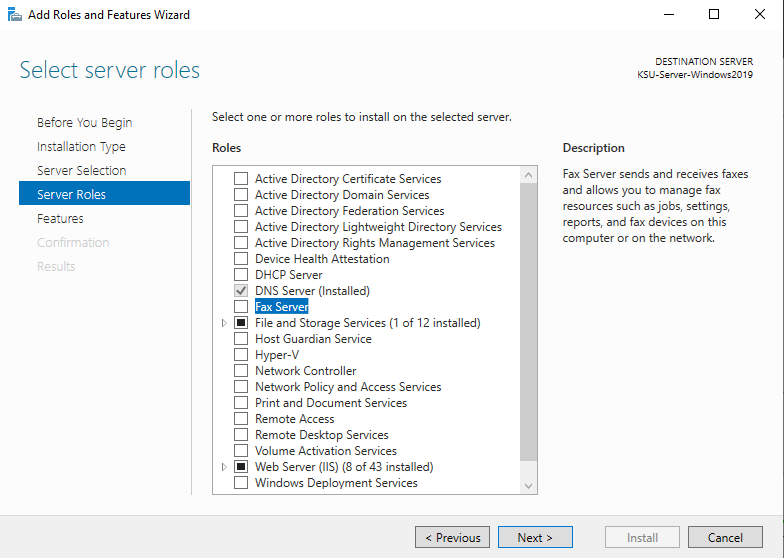 Add Roles and Features Wizard
Select server roles
DESTINATION SERVER
KSU-Server-Windows2019
Before You Begin
Installation Type
Server Selection
Server Roles
Features
Confirmation
Results
Select one or more roles to install on the selected server.
Roles
Active Directory Certificate Services
Active Directory Domain Services
Active Directory Federation Services
Active Directory Lightweight Directory Services
Active Directory Rights Management Services
Device Health Attestation
DHCP Server
DNS Server (Installed)
Fax Server
File and Storage Services (1 of 12 installed)
Host Guardian Service
Hyper-V
Network Controller
Network Policy and Access Services
Print and Document Services
Remote Access
Remote Desktop Services
Volume Activation Services
Web Server (IIS) (8 of 43 installed)
Windows Deployment Services
Description
Fax Server sends and receives faxes
and allows you to manage fax
resources such as jobs, settings,
reports, and fax devices on this
computer or on the network.
< Previous
Next >
Install
Cancel